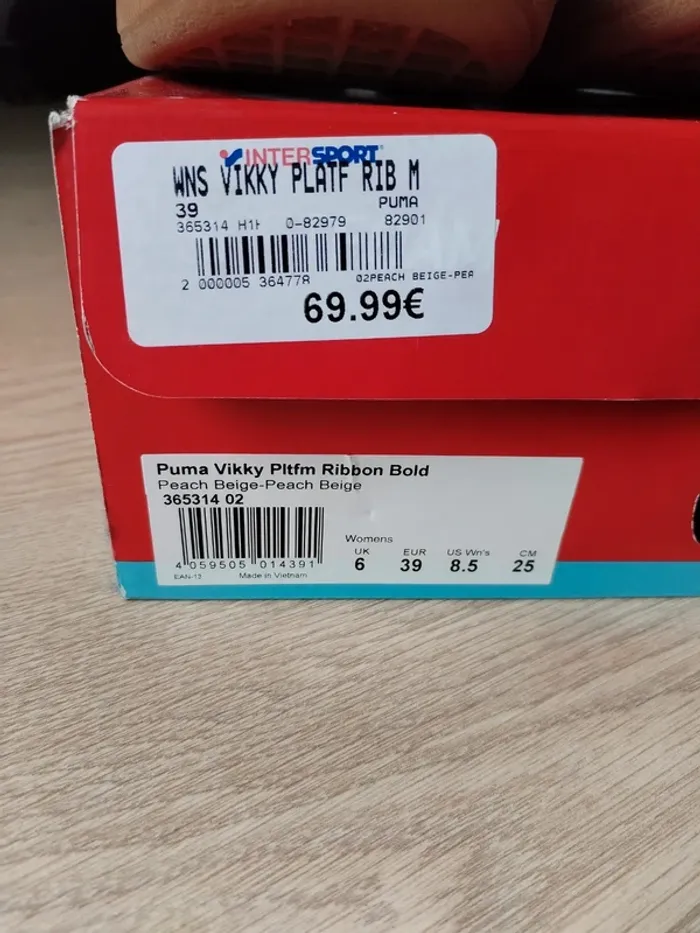 INTERSPORT
WNS VIKKY PLATF RIB M
39 PUMA
365314 0-82979 82901
2 000005 364778
02PEACH BEIGE-PEA
69.99€
Puma Vikky Pltfm Ribbon Bold
Peach Beige-Peach Beige
365314 02
4 059505 014391
EAN-13 Made in Vietnam
Womens
UK EUR US Wn's CM
6 39 8.5 25